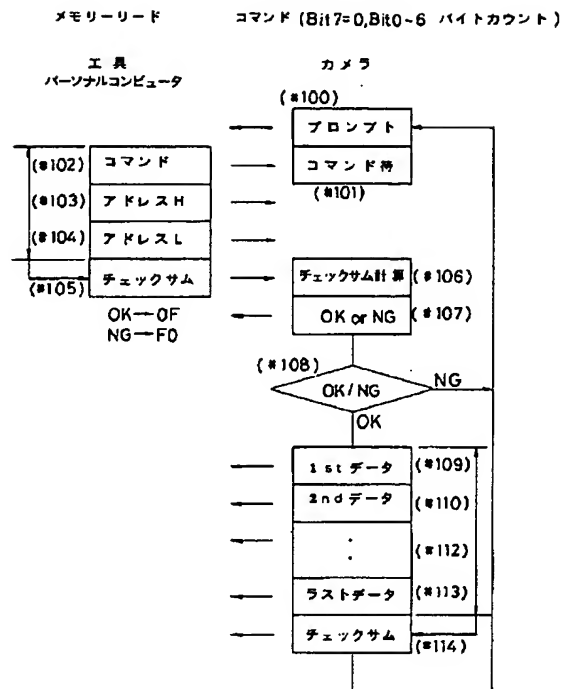 メモリーリード コマンド (Bit7=0,Bit0~6 バイトカウント)
工具
パーソナルコンピュータ
カメラ
(#100)
プロンプト
(#102) コマンド
コマンド待
(#101)
(#103) アドレスH
(#104) アドレスL
(#105) チェックサム
チェックサム計算 (#106)
OK→0F
NG→F0
OK or NG (#107)
(#108)
OK/NG
NG
OK
1stデータ (#109)
2ndデータ (#110)
: (#112)
ラストデータ (#113)
チェックサム (#114)